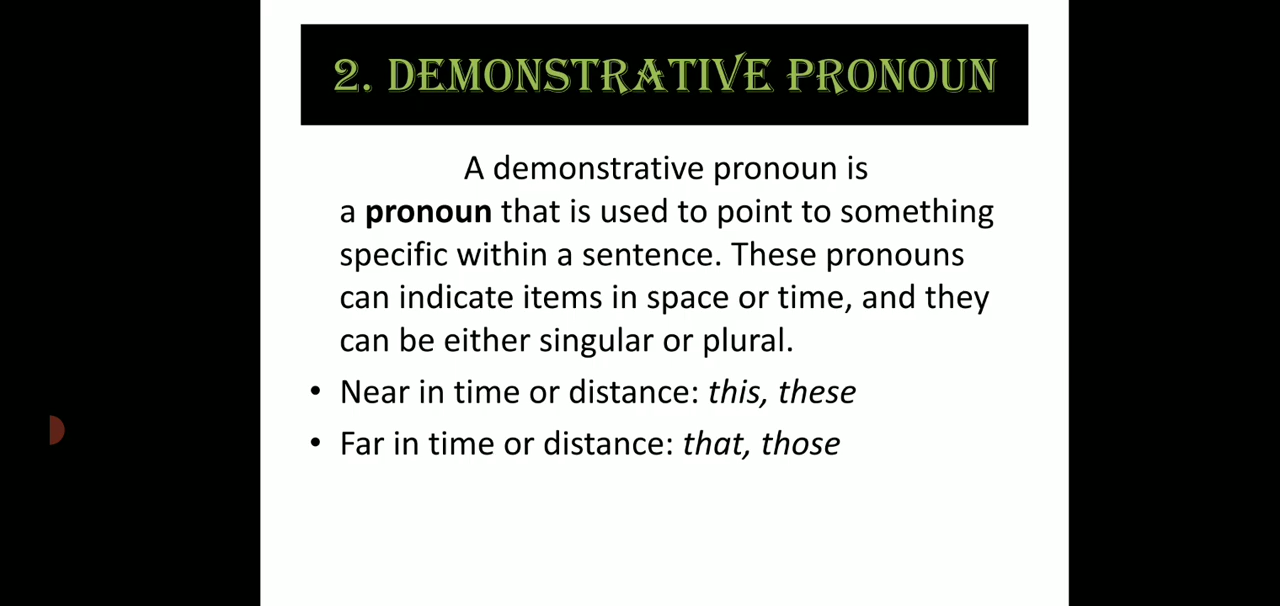 2. DEMONSTRATIVE PRONOUN
A demonstrative pronoun is
a pronoun that is used to point to something
specific within a sentence. These pronouns
can indicate items in space or time, and they
can be either singular or plural.
• Near in time or distance: this, these
• Far in time or distance: that, those